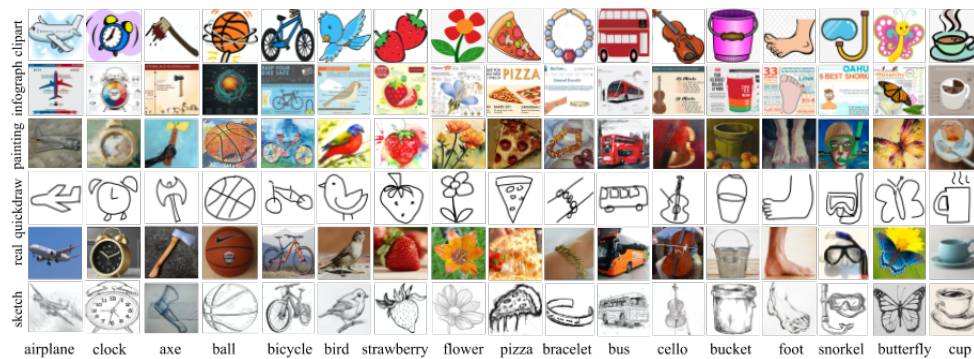 clipart
infograph
painting
quickdraw
real
sketch
PIZZA
33
OAHU
airplane clock axe ball bicycle bird strawberry flower pizza bracelet bus cello bucket foot snorkel butterfly cup